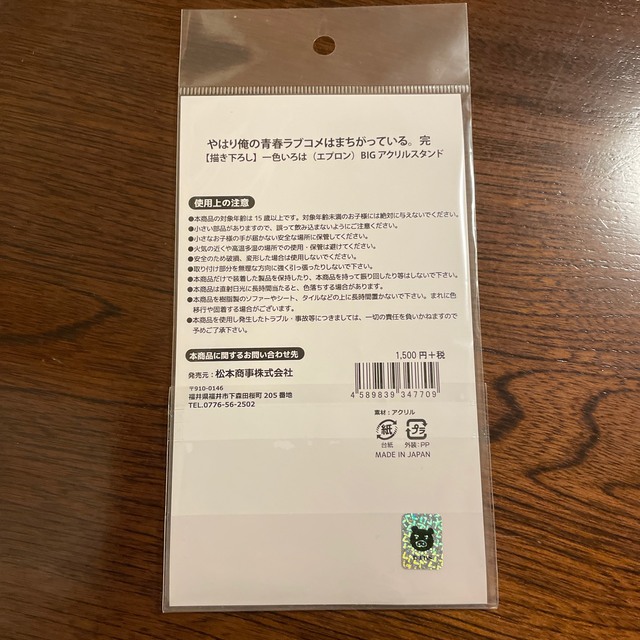 やはり俺の青春ラブコメはまちがっている。完
【描き下ろし】一色いろは（エプロン）BIGアクリルスタンド
使用上の注意
●本商品の対象年齢は15歳以上です。対象年齢未満のお子様には絶対に与えないでください。
●小さい部品がありますので、誤って飲み込まないようにご注意ください。
●小さなお子様の手が届かない安全な場所に保管してください。
●火気の近くや高温多湿の場所での使用・保管は避けてください。
●安全のため破損、変形した場合は使用しないでください。
●取り付け部分を無理な方向に強く引っ張ったりしないで下さい。
●本商品だけで装着した製品を保持したり、本商品を持って振り回したり等はしないで下さい。
●本商品は直射日光に長時間当たると、色落ちする場合があります。
●本商品を樹脂製のソファーやシート、タイルなどの上に長時間置かないで下さい。まれに色
移行や固着する場合がございます。
●本商品を使用し発生したトラブル・事故等につきましては、一切の責任を負いかねますので
予めご了承下さい。
本商品に関するお問い合わせ先
発売元：松本商事株式会社
〒910-0146
福井県福井市下森田桜町205番地
TEL.0776-56-2502
1,500円+税
4 589839 347709
素材：アクリル
紙 プラ
台紙 外装：PP
MADE IN JAPAN